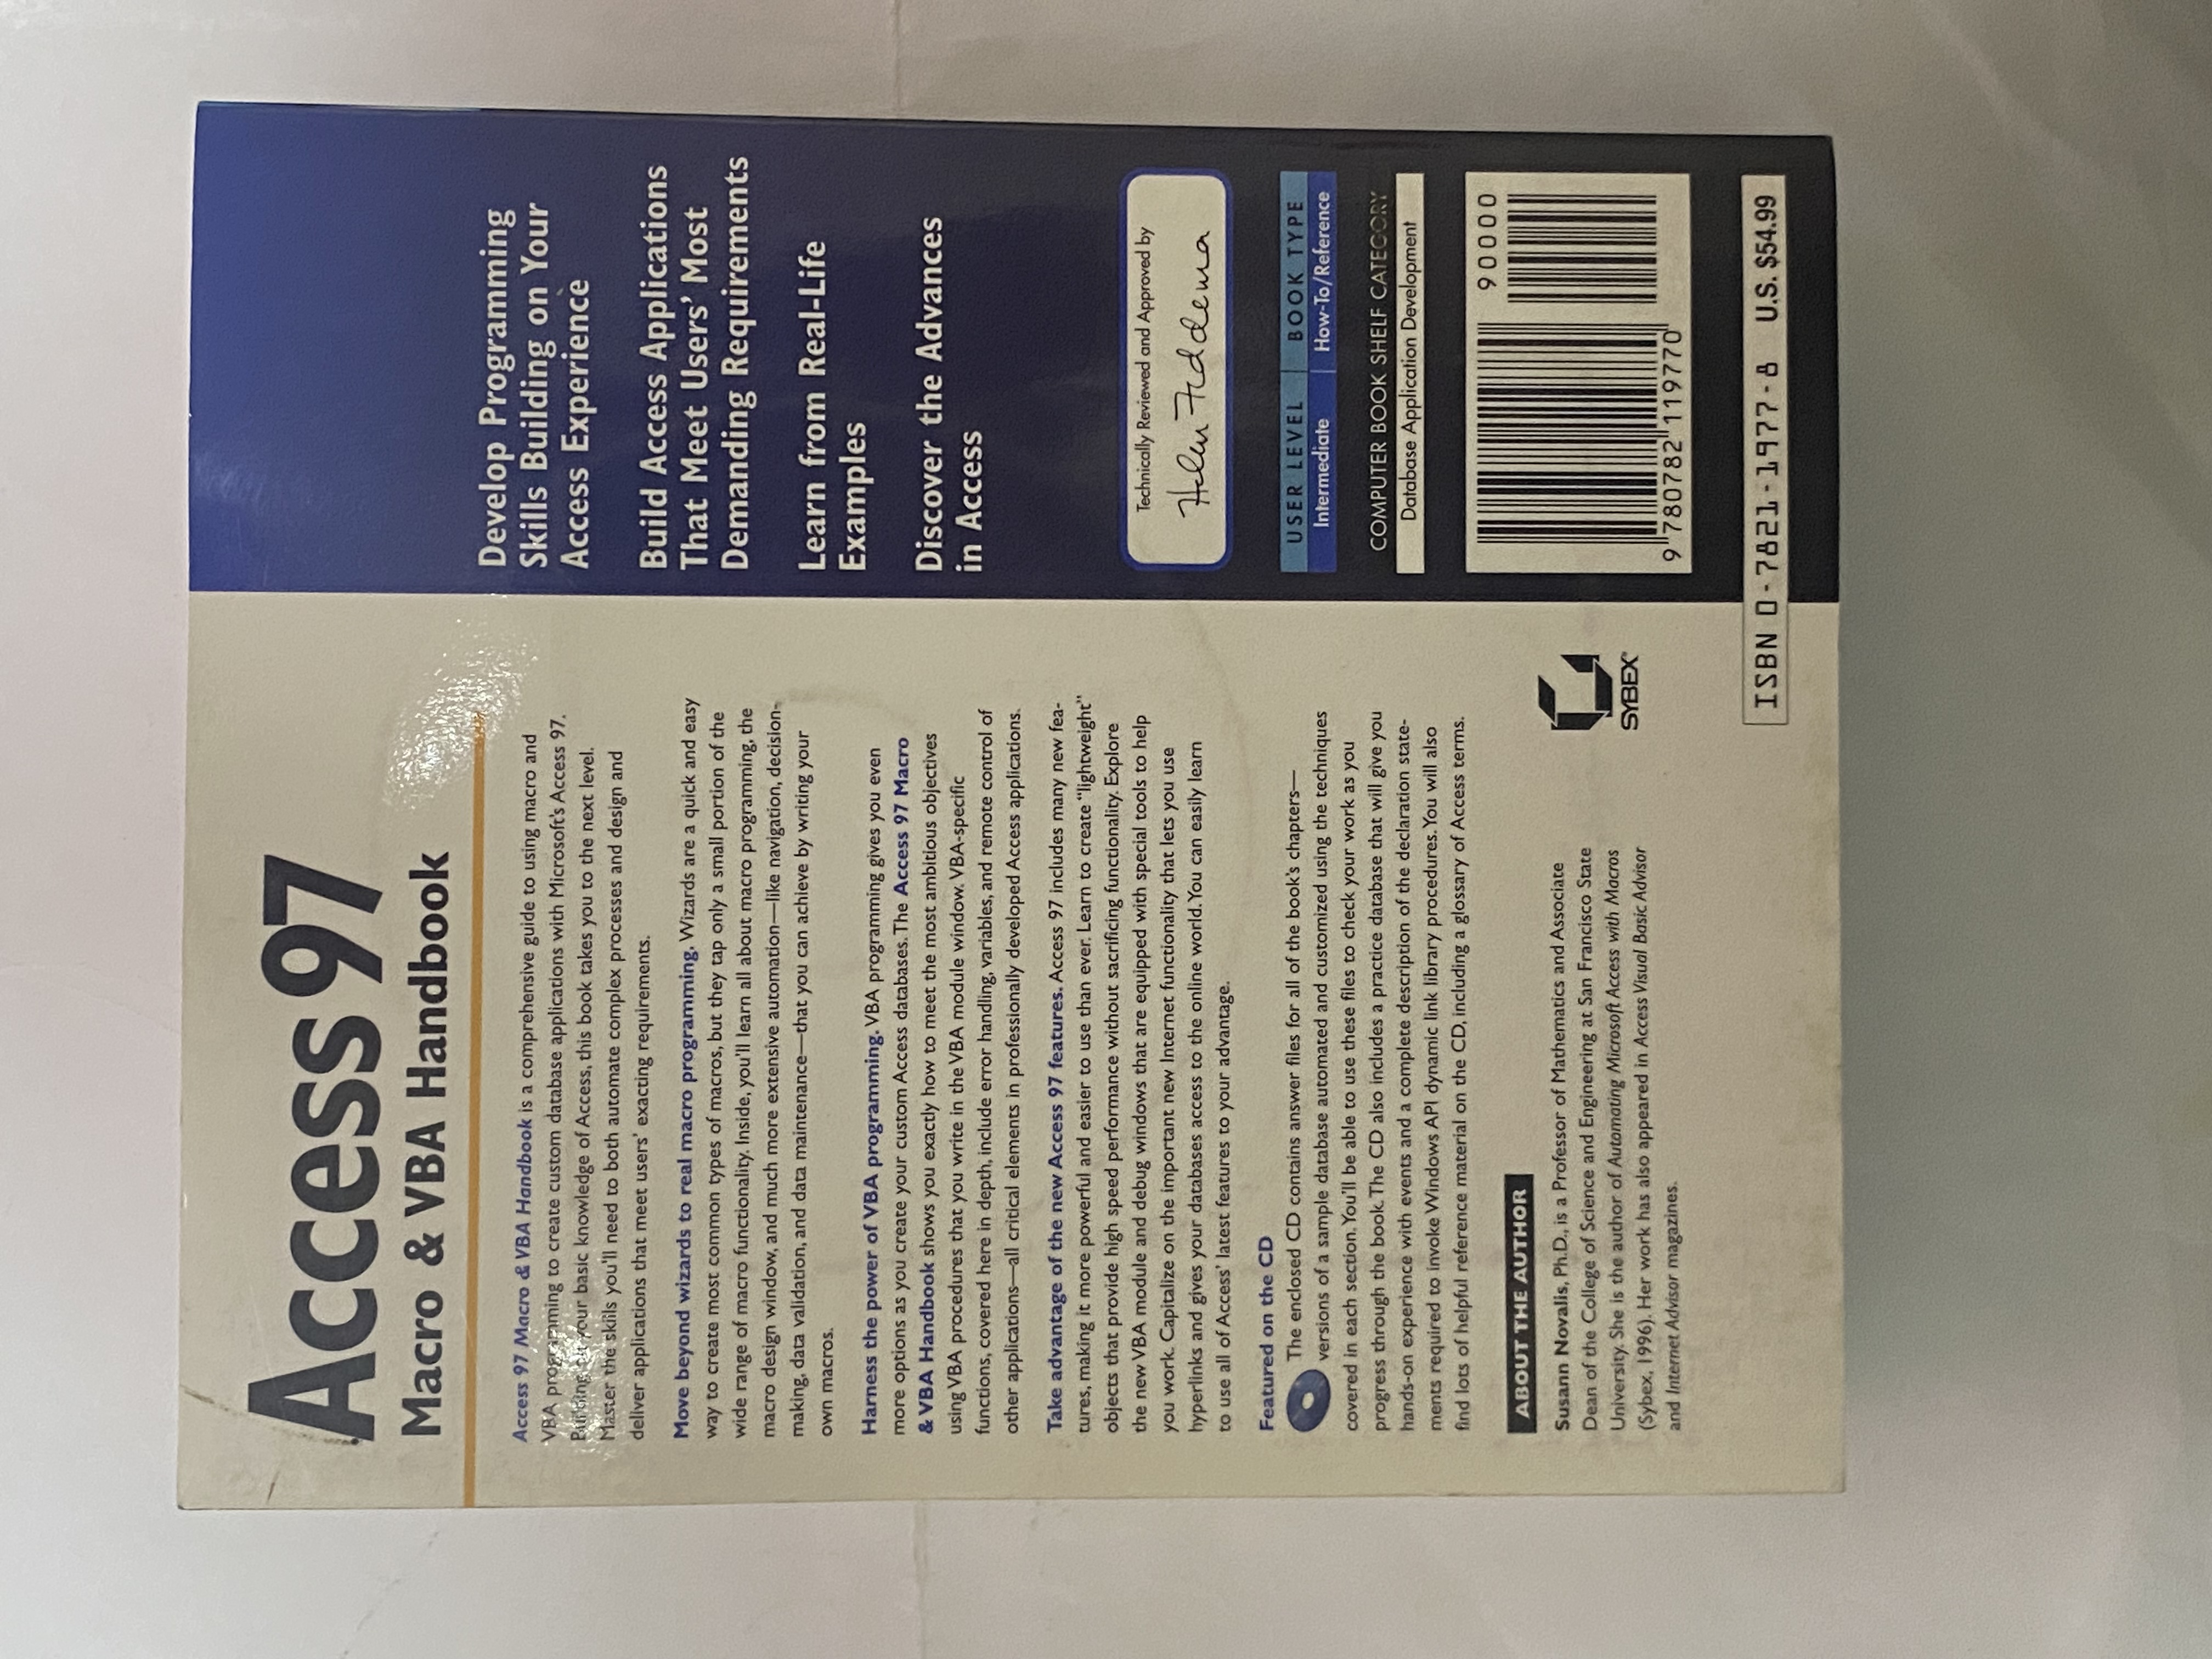 Access 97
Macro & VBA Handbook
Access 97 Macro & VBA Handbook is a comprehensive guide to using macro and
VBA programming to create custom database applications with Microsoft's Access 97.
Building on your basic knowledge of Access, this book takes you to the next level.
Master the skills you'll need to both automate complex processes and design and
deliver applications that meet users' exacting requirements.
Move beyond wizards to real macro programming. Wizards are a quick and easy
way to create most common types of macros, but they tap only a small portion of the
wide range of macro functionality. Inside, you'll learn all about macro programming, the
macro design window, and much more extensive automation—like navigation, decision-
making, data validation, and data maintenance—that you can achieve by writing your
own macros.
Harness the power of VBA programming. VBA programming gives you even
more options as you create your custom Access databases. The Access 97 Macro
& VBA Handbook shows you exactly how to meet the most ambitious objectives
using VBA procedures that you write in the VBA module window. VBA-specific
functions, covered here in depth, include error handling, variables, and remote control of
other applications—all critical elements in professionally developed Access applications.
Take advantage of the new Access 97 features. Access 97 includes many new fea-
tures, making it more powerful and easier to use than ever. Learn to create "lightweight"
objects that provide high speed performance without sacrificing functionality. Explore
the new VBA module and debug windows that are equipped with special tools to help
you work. Capitalize on the important new Internet functionality that lets you use
hyperlinks and gives your databases access to the online world. You can easily learn
to use all of Access' latest features to your advantage.
Featured on the CD
The enclosed CD contains answer files for all of the book's chapters—
versions of a sample database automated and customized using the techniques
covered in each section. You'll be able to use these files to check your work as you
progress through the book. The CD also includes a practice database that will give you
hands-on experience with events and a complete description of the declaration state-
ments required to invoke Windows API dynamic link library procedures. You will also
find lots of helpful reference material on the CD, including a glossary of Access terms.
ABOUT THE AUTHOR
Susann Novalis, Ph.D., is a Professor of Mathematics and Associate
Dean of the College of Science and Engineering at San Francisco State
University. She is the author of Automating Microsoft Access with Macros
(Sybex, 1996). Her work has also appeared in Access Visual Basic Advisor
and Internet Advisor magazines.
SYBEX®
Develop Programming
Skills Building on Your
Access Experience
Build Access Applications
That Meet Users' Most
Demanding Requirements
Learn from Real-Life
Examples
Discover the Advances
in Access
Technically Reviewed and Approved by
Helen Feddema
USER LEVEL BOOK TYPE
Intermediate How-To/Reference
COMPUTER BOOK SHELF CATEGORY
Database Application Development
90000
9 780782 119770
ISBN 0-7821-1977-8 U.S. $54.99